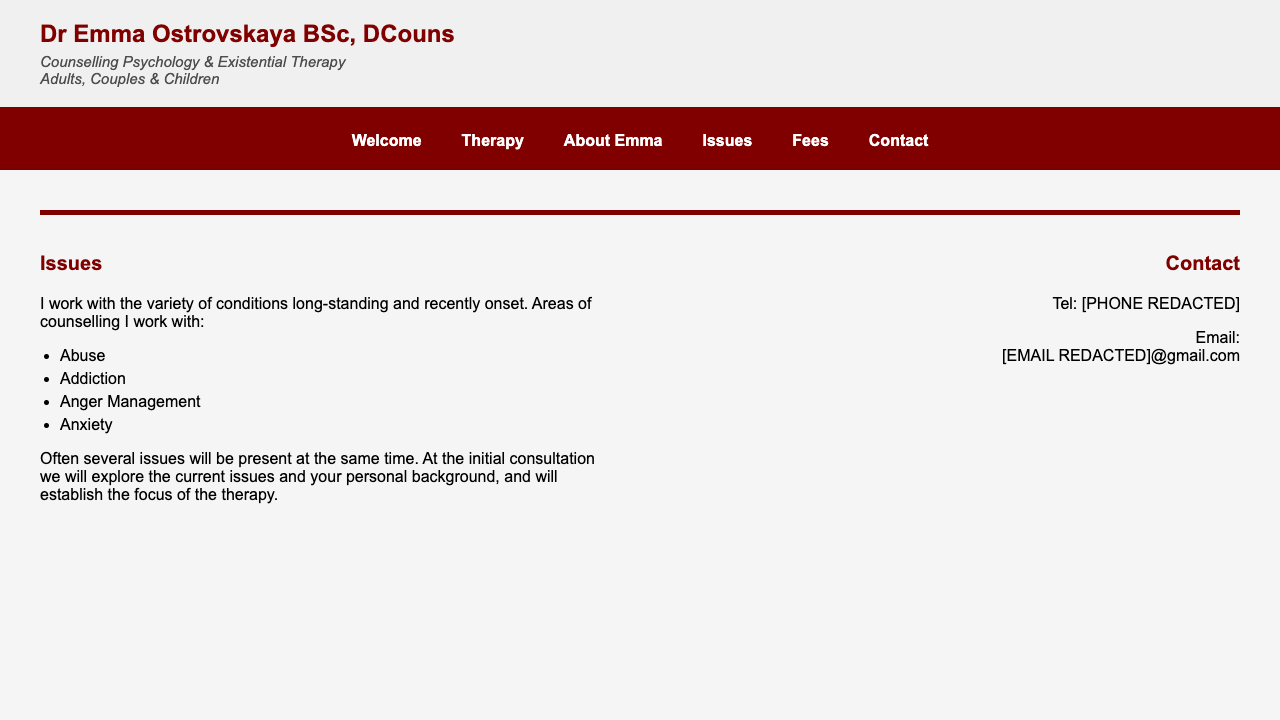 Dr Emma Ostrovskaya BSc, DCouns
Counselling Psychology & Existential Therapy
Adults, Couples & Children
Welcome Therapy About Emma Issues Fees Contact
Issues
I work with the variety of conditions long-standing and recently onset. Areas of
counselling I work with:
• Abuse
• Addiction
• Anger Management
• Anxiety
Often several issues will be present at the same time. At the initial consultation
we will explore the current issues and your personal background, and will
establish the focus of the therapy.
Contact
Tel: [PHONE REDACTED]
Email:
[EMAIL REDACTED]@gmail.com